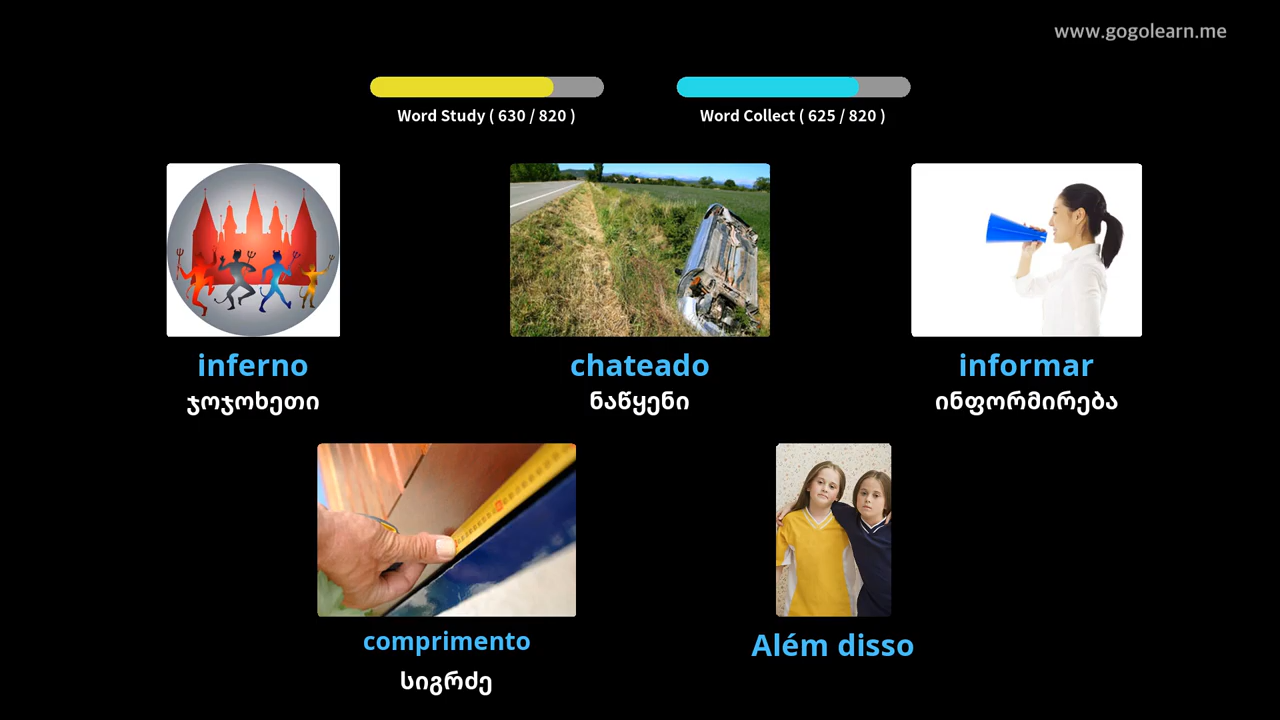 www.gogolearn.me
Word Study ( 630 / 820 )
Word Collect ( 625 / 820 )
inferno
ჯოჯოხეთი
chateado
ნაწყენი
informar
ინფორმირება
comprimento
სიგრძე
Além disso